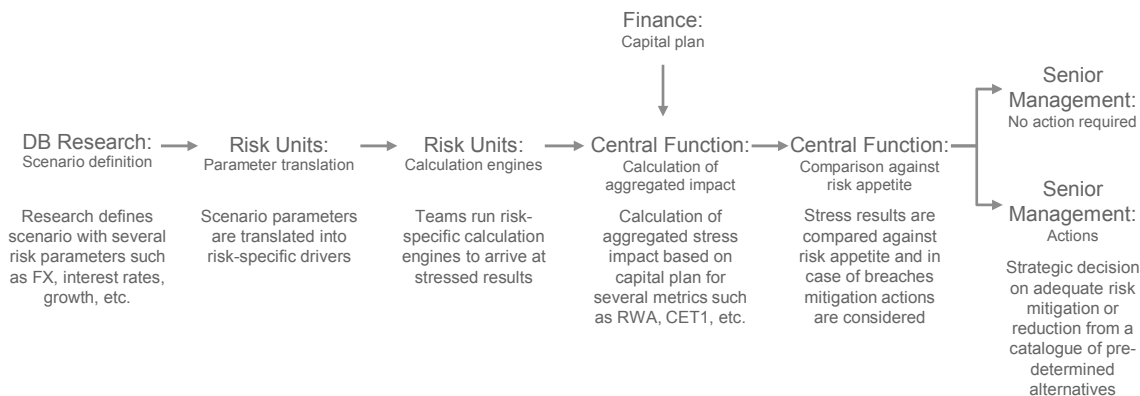 Finance:
Capital plan
DB Research:
Scenario definition
Research defines
scenario with several
risk parameters such
as FX, interest rates,
growth, etc.
Risk Units:
Parameter translation
Scenario parameters
are translated into
risk-specific drivers
Risk Units:
Calculation engines
Teams run risk-
specific calculation
engines to arrive at
stressed results
Central Function:
Calculation of
aggregated impact
Calculation of
aggregated stress
impact based on
capital plan for
several metrics such
as RWA, CET1, etc.
Central Function:
Comparison against
risk appetite
Stress results are
compared against
risk appetite and in
case of breaches
mitigation actions
are considered
Senior
Management:
No action required
Senior
Management:
Actions
Strategic decision
on adequate risk
mitigation or
reduction from a
catalogue of pre-
determined
alternatives